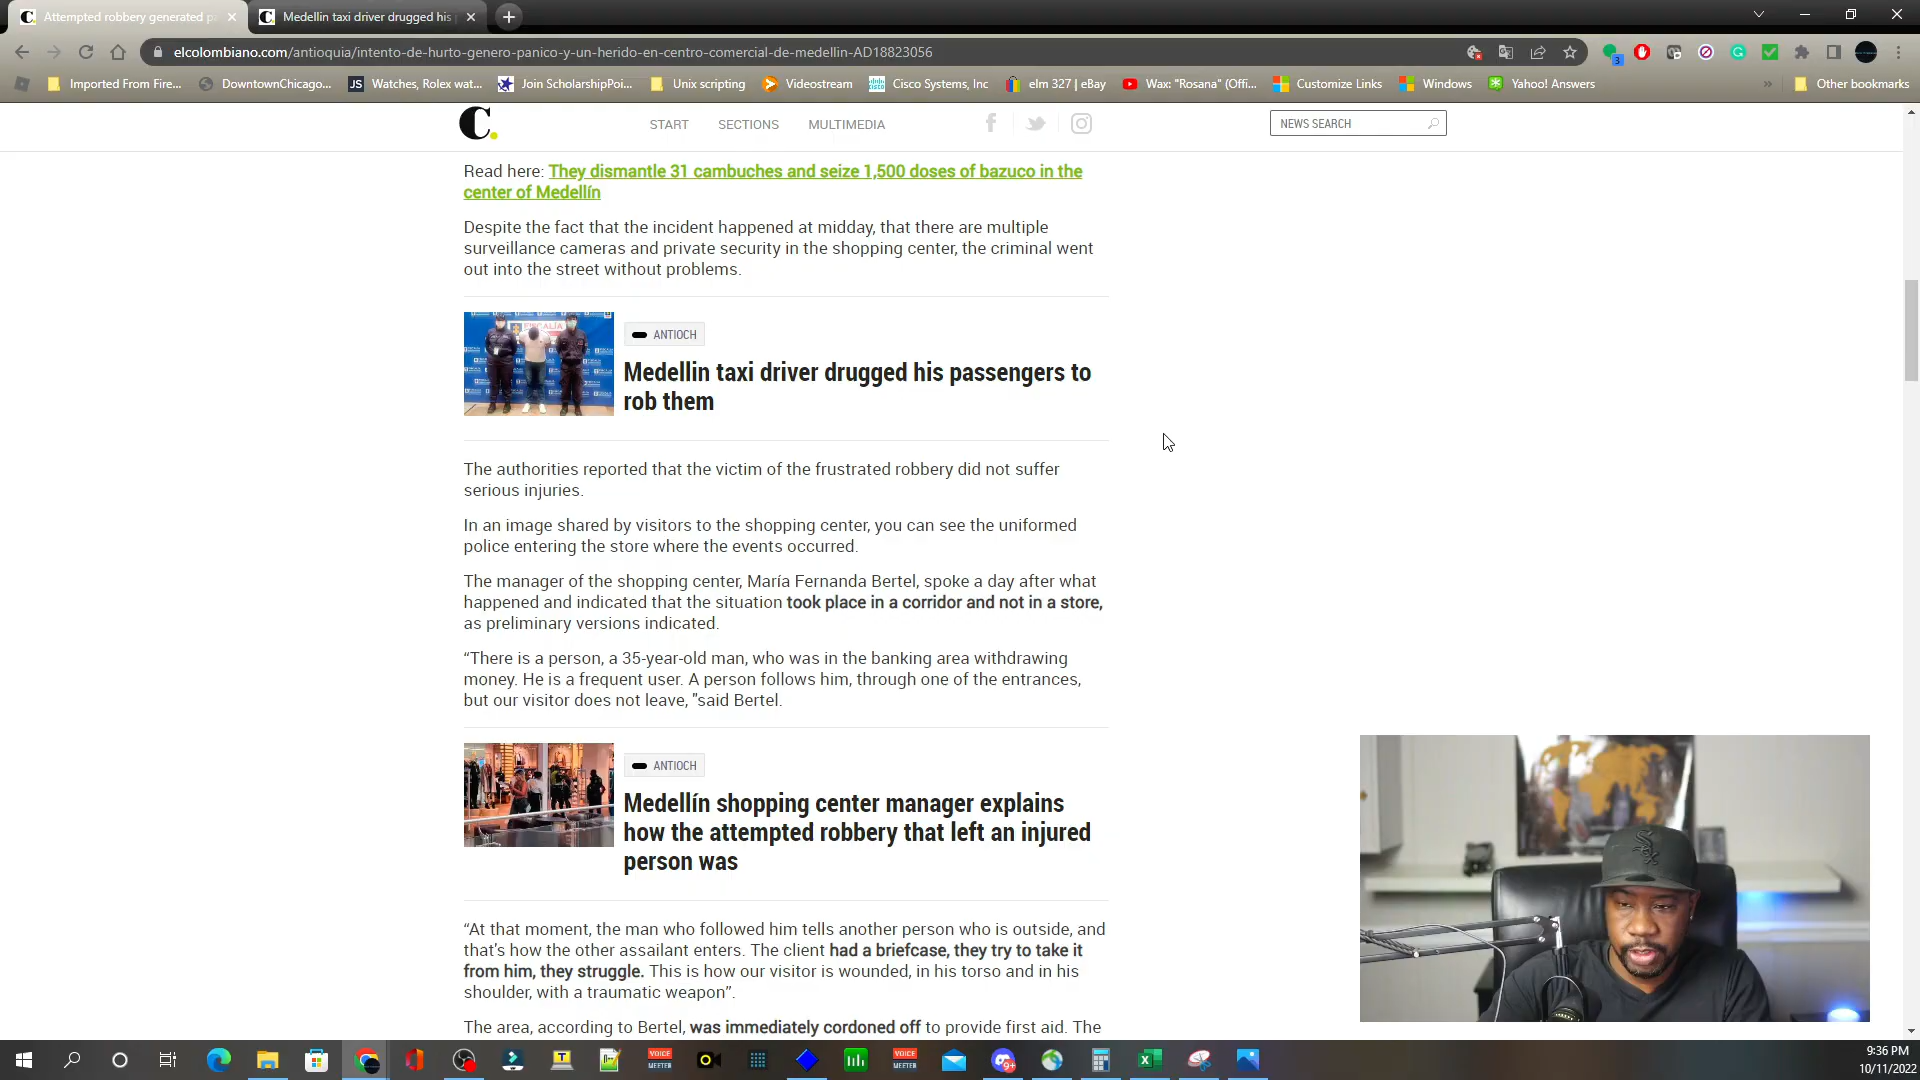 Attempted robbery generated p
Medellin taxi driver drugged his
elcolombiano.com/antioquia/intento-de-hurto-genero-panico-y-un-herido-en-centro-comercial-de-medellin-AD18823056
3
Imported From Fire...
DowntownChicago...
JS
Watches, Rolex wat...
Join ScholarshipPoi...
Unix scripting
Videostream
Cisco Systems, Inc
elm 327 | eBay
Wax: "Rosana" (Offi...
Customize Links
Windows
Yahoo! Answers
»
Other bookmarks
C.
START
SECTIONS
MULTIMEDIA
NEWS SEARCH
Read here: They dismantle 31 cambuches and seize 1,500 doses of bazuco in the
center of Medellín
Despite the fact that the incident happened at midday, that there are multiple
surveillance cameras and private security in the shopping center, the criminal went
out into the street without problems.
FISCALÍA
ANTIOCH
Medellin taxi driver drugged his passengers to
rob them
The authorities reported that the victim of the frustrated robbery did not suffer
serious injuries.
In an image shared by visitors to the shopping center, you can see the uniformed
police entering the store where the events occurred.
The manager of the shopping center, María Fernanda Bertel, spoke a day after what
happened and indicated that the situation took place in a corridor and not in a store,
as preliminary versions indicated.
“There is a person, a 35-year-old man, who was in the banking area withdrawing
money. He is a frequent user. A person follows him, through one of the entrances,
but our visitor does not leave, "said Bertel.
ANTIOCH
Medellín shopping center manager explains
how the attempted robbery that left an injured
person was
“At that moment, the man who followed him tells another person who is outside, and
that’s how the other assailant enters. The client had a briefcase, they try to take it
from him, they struggle. This is how our visitor is wounded, in his torso and in his
shoulder, with a traumatic weapon”.
The area, according to Bertel, was immediately cordoned off to provide first aid. The
Sox
VOICE
MEETER
VOICE
MEETER
9+
9:36 PM
10/11/2022